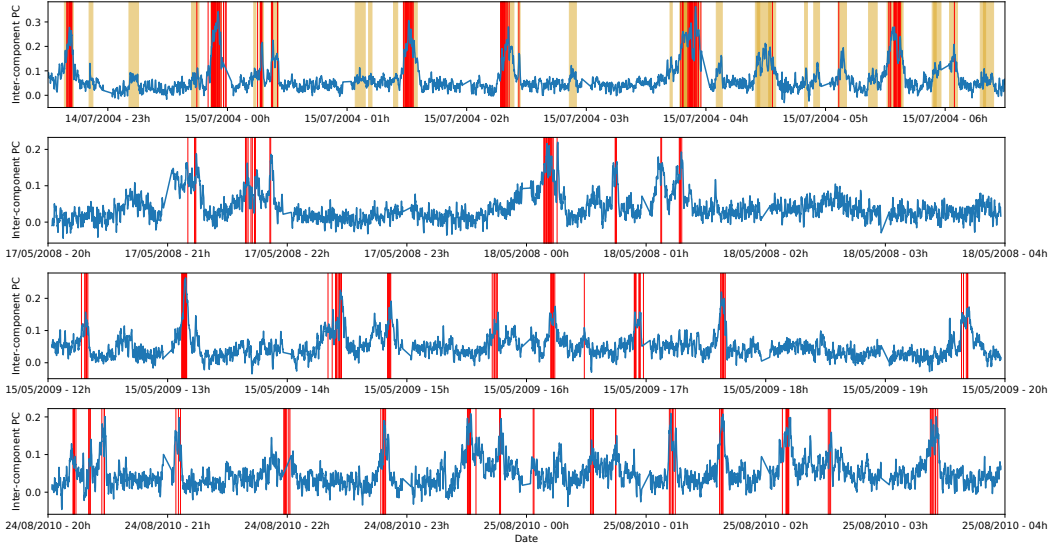 Inter-component PC
0.3
0.2
0.1
0.0
14/07/2004 - 23h 15/07/2004 - 00h 15/07/2004 - 01h 15/07/2004 - 02h 15/07/2004 - 03h 15/07/2004 - 04h 15/07/2004 - 05h 15/07/2004 - 06h
Inter-component PC
0.2
0.1
0.0
17/05/2008 - 20h 17/05/2008 - 21h 17/05/2008 - 22h 17/05/2008 - 23h 18/05/2008 - 00h 18/05/2008 - 01h 18/05/2008 - 02h 18/05/2008 - 03h 18/05/2008 - 04h
Inter-component PC
0.2
0.1
0.0
15/05/2009 - 12h 15/05/2009 - 13h 15/05/2009 - 14h 15/05/2009 - 15h 15/05/2009 - 16h 15/05/2009 - 17h 15/05/2009 - 18h 15/05/2009 - 19h 15/05/2009 - 20h
Inter-component PC
0.2
0.1
0.0
24/08/2010 - 20h 24/08/2010 - 21h 24/08/2010 - 22h 24/08/2010 - 23h 25/08/2010 - 00h 25/08/2010 - 01h 25/08/2010 - 02h 25/08/2010 - 03h 25/08/2010 - 04h
Date